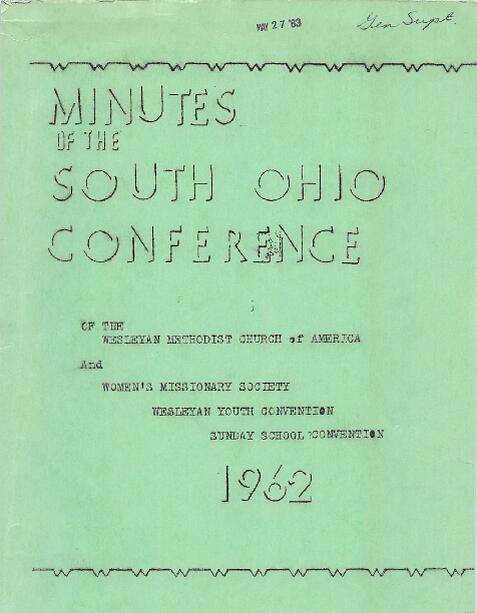 MAY 27 '63
Gen Supt.
MINUTES
OF THE
SOUTH OHIO
CONFERENCE
OF THE
WESLEYAN METHODIST CHURCH of AMERICA
And
WOMEN'S MISSIONARY SOCIETY
WESLEYAN YOUTH CONVENTION
SUNDAY SCHOOL CONVENTION
1962